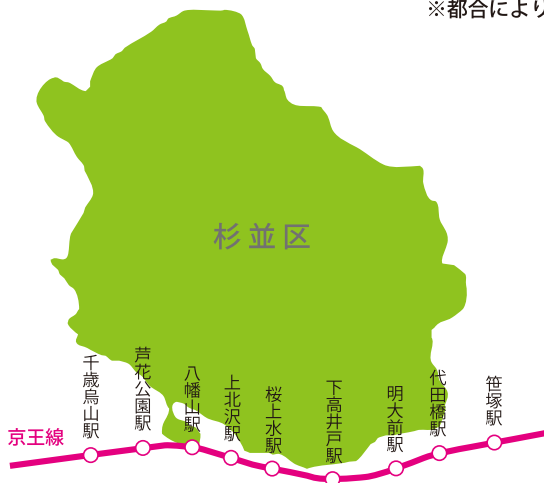 ※都合により
杉並区
千歳烏山駅
芦花公園駅
八幡山駅
上北沢駅
桜上水駅
下高井戸駅
明大前駅
代田橋駅
笹塚駅
京王線